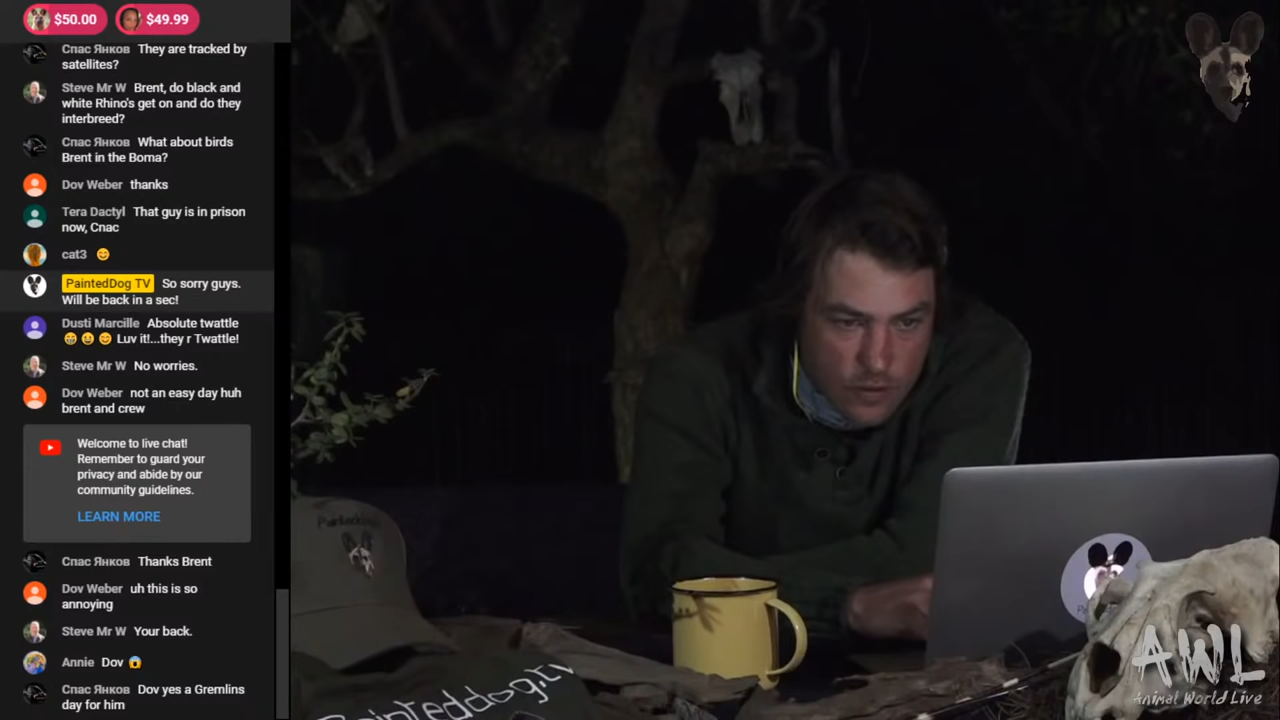 $50.00
$49.99
Спас Янков They are tracked by
satellites?
Steve Mr W Brent, do black and
white Rhino's get on and do they
interbreed?
Спас Янков What about birds
Brent in the Boma?
Dov Weber thanks
Tera Dactyl That guy is in prison
now, Cnac
cat3
PaintedDog TV So sorry guys.
Will be back in a sec!
Dusti Marcille Absolute twattle
😁😆😊 Luv it!...they r Twattle!
Steve Mr W No worries.
Dov Weber not an easy day huh
brent and crew
Welcome to live chat!
Remember to guard your
privacy and abide by our
community guidelines.
LEARN MORE
Спас Янков Thanks Brent
Dov Weber uh this is so
annoying
Steve Mr W Your back.
Annie Dov 😱
Спас Янков Dov yes a Gremlins
day for him
Painteddogtv
AWL
Animal World Live